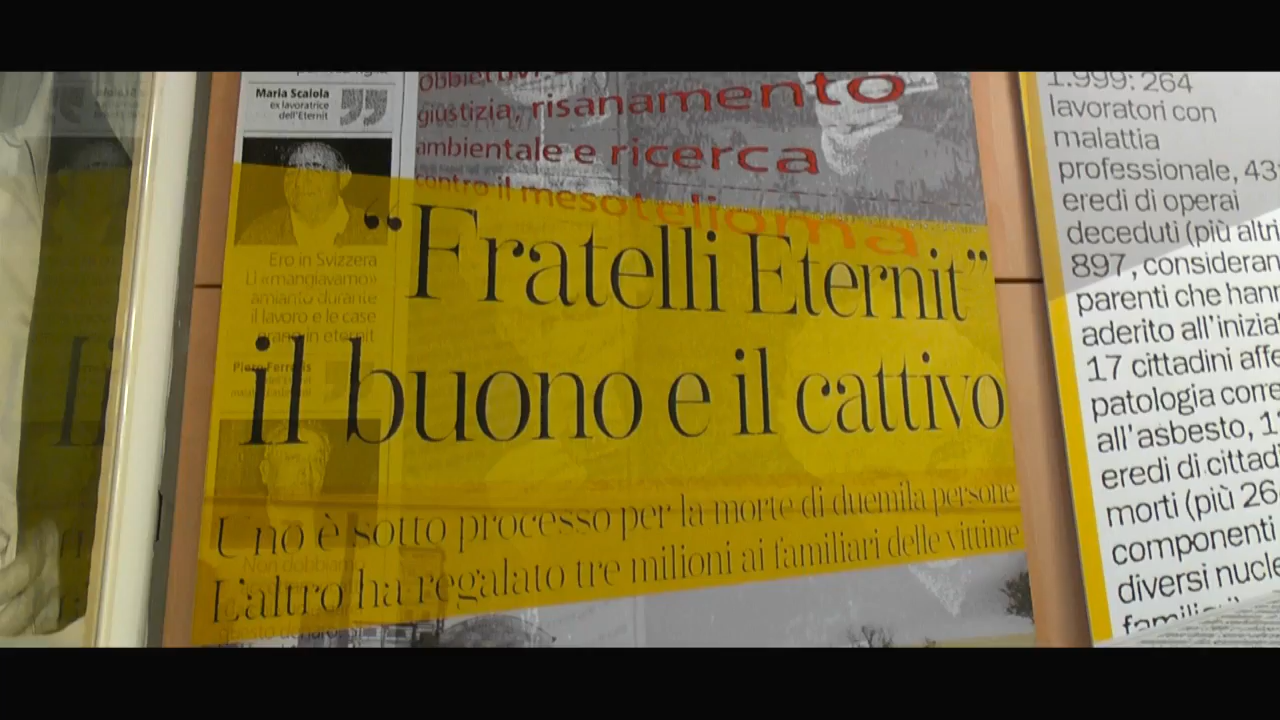 Maria Scaiola
ex lavoratrice
dell'Eternit
Ero in Svizzera
Lì «mangiavamo»
amianto durante
il lavoro e le case
erano in eternit
Non dobbiamo
giustizia, risanamento
ambientale e ricerca
contro il mesotelioma
“Fratelli Eternit”
il buono e il cattivo
Uno è sotto processo per la morte di duemila persone
L'altro ha regalato tre milioni ai familiari delle vittime
1.999: 264
lavoratori con
malattia
professionale, 43
eredi di operai
deceduti (più altri
897, consideran
parenti che hann
aderito all'inizia
17 cittadini affe
patologia corre
all'asbesto, 1
eredi di cittadi
morti (più 26
componenti
diversi nucle